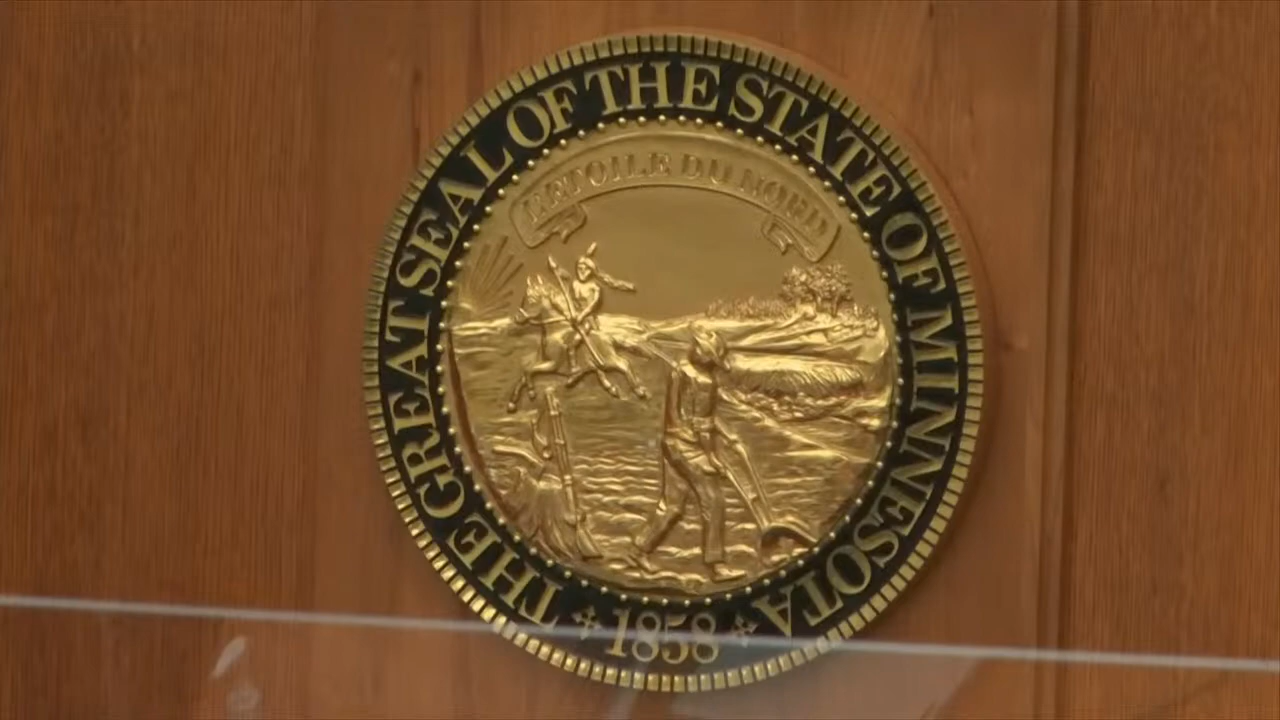 THE GREAT SEAL OF THE STATE OF MINNESOTA
L'ETOILE DU NORD
1858